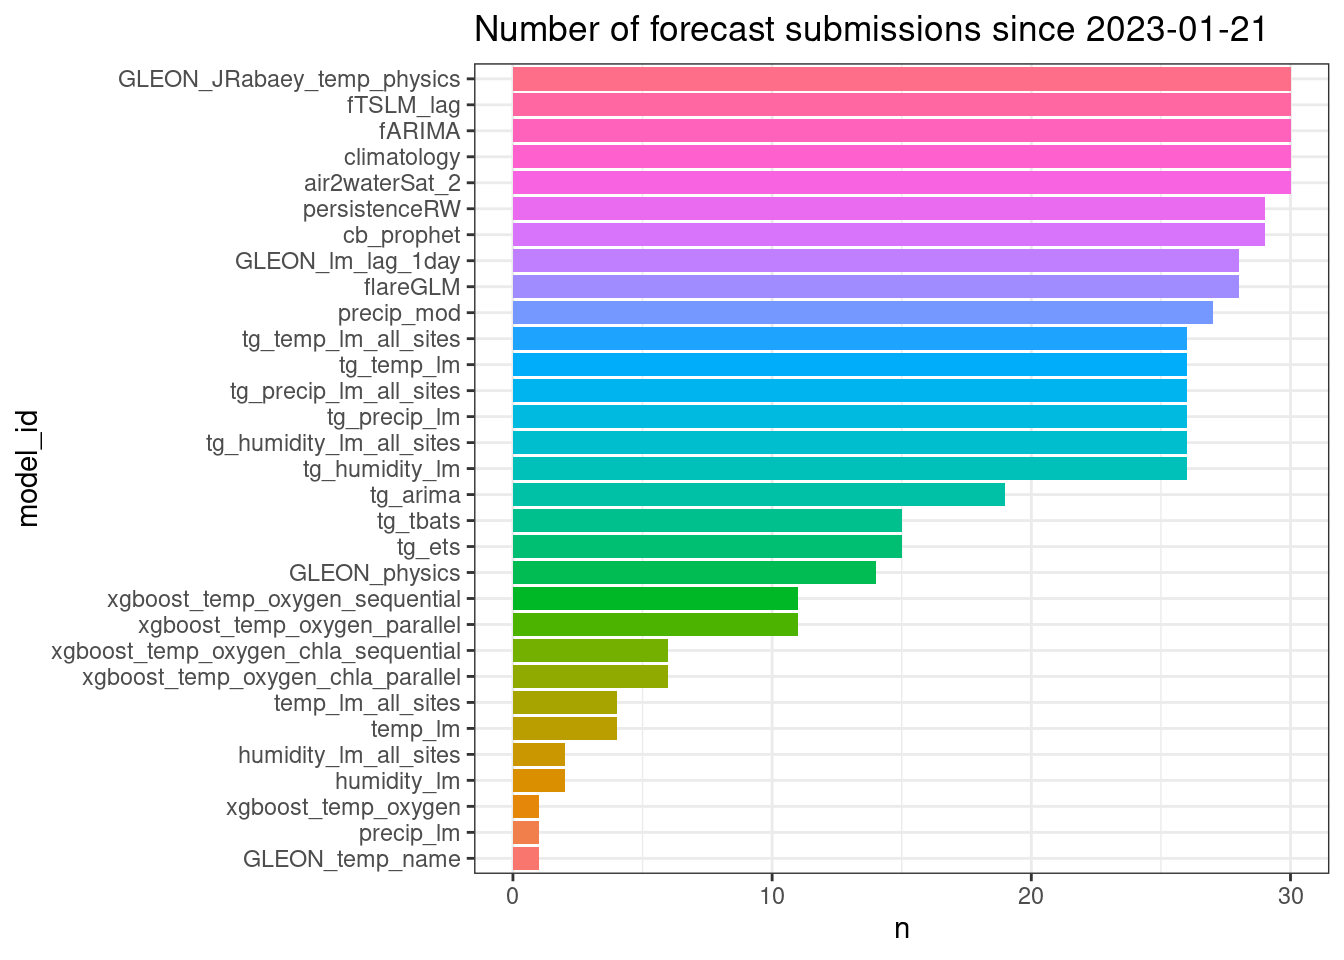 Number of forecast submissions since 2023-01-21
GLEON_JRabaey_temp_physics
fTSLM_lag
fARIMA
climatology
air2waterSat_2
persistenceRW
cb_prophet
GLEON_lm_lag_1day
flareGLM
precip_mod
tg_temp_lm_all_sites
tg_temp_lm
tg_precip_lm_all_sites
tg_precip_lm
tg_humidity_lm_all_sites
tg_humidity_lm
tg_arima
tg_tbats
tg_ets
GLEON_physics
xgboost_temp_oxygen_sequential
xgboost_temp_oxygen_parallel
xgboost_temp_oxygen_chla_sequential
xgboost_temp_oxygen_chla_parallel
temp_lm_all_sites
temp_lm
humidity_lm_all_sites
humidity_lm
xgboost_temp_oxygen
precip_lm
GLEON_temp_name
model_id
0 10 20 30
n